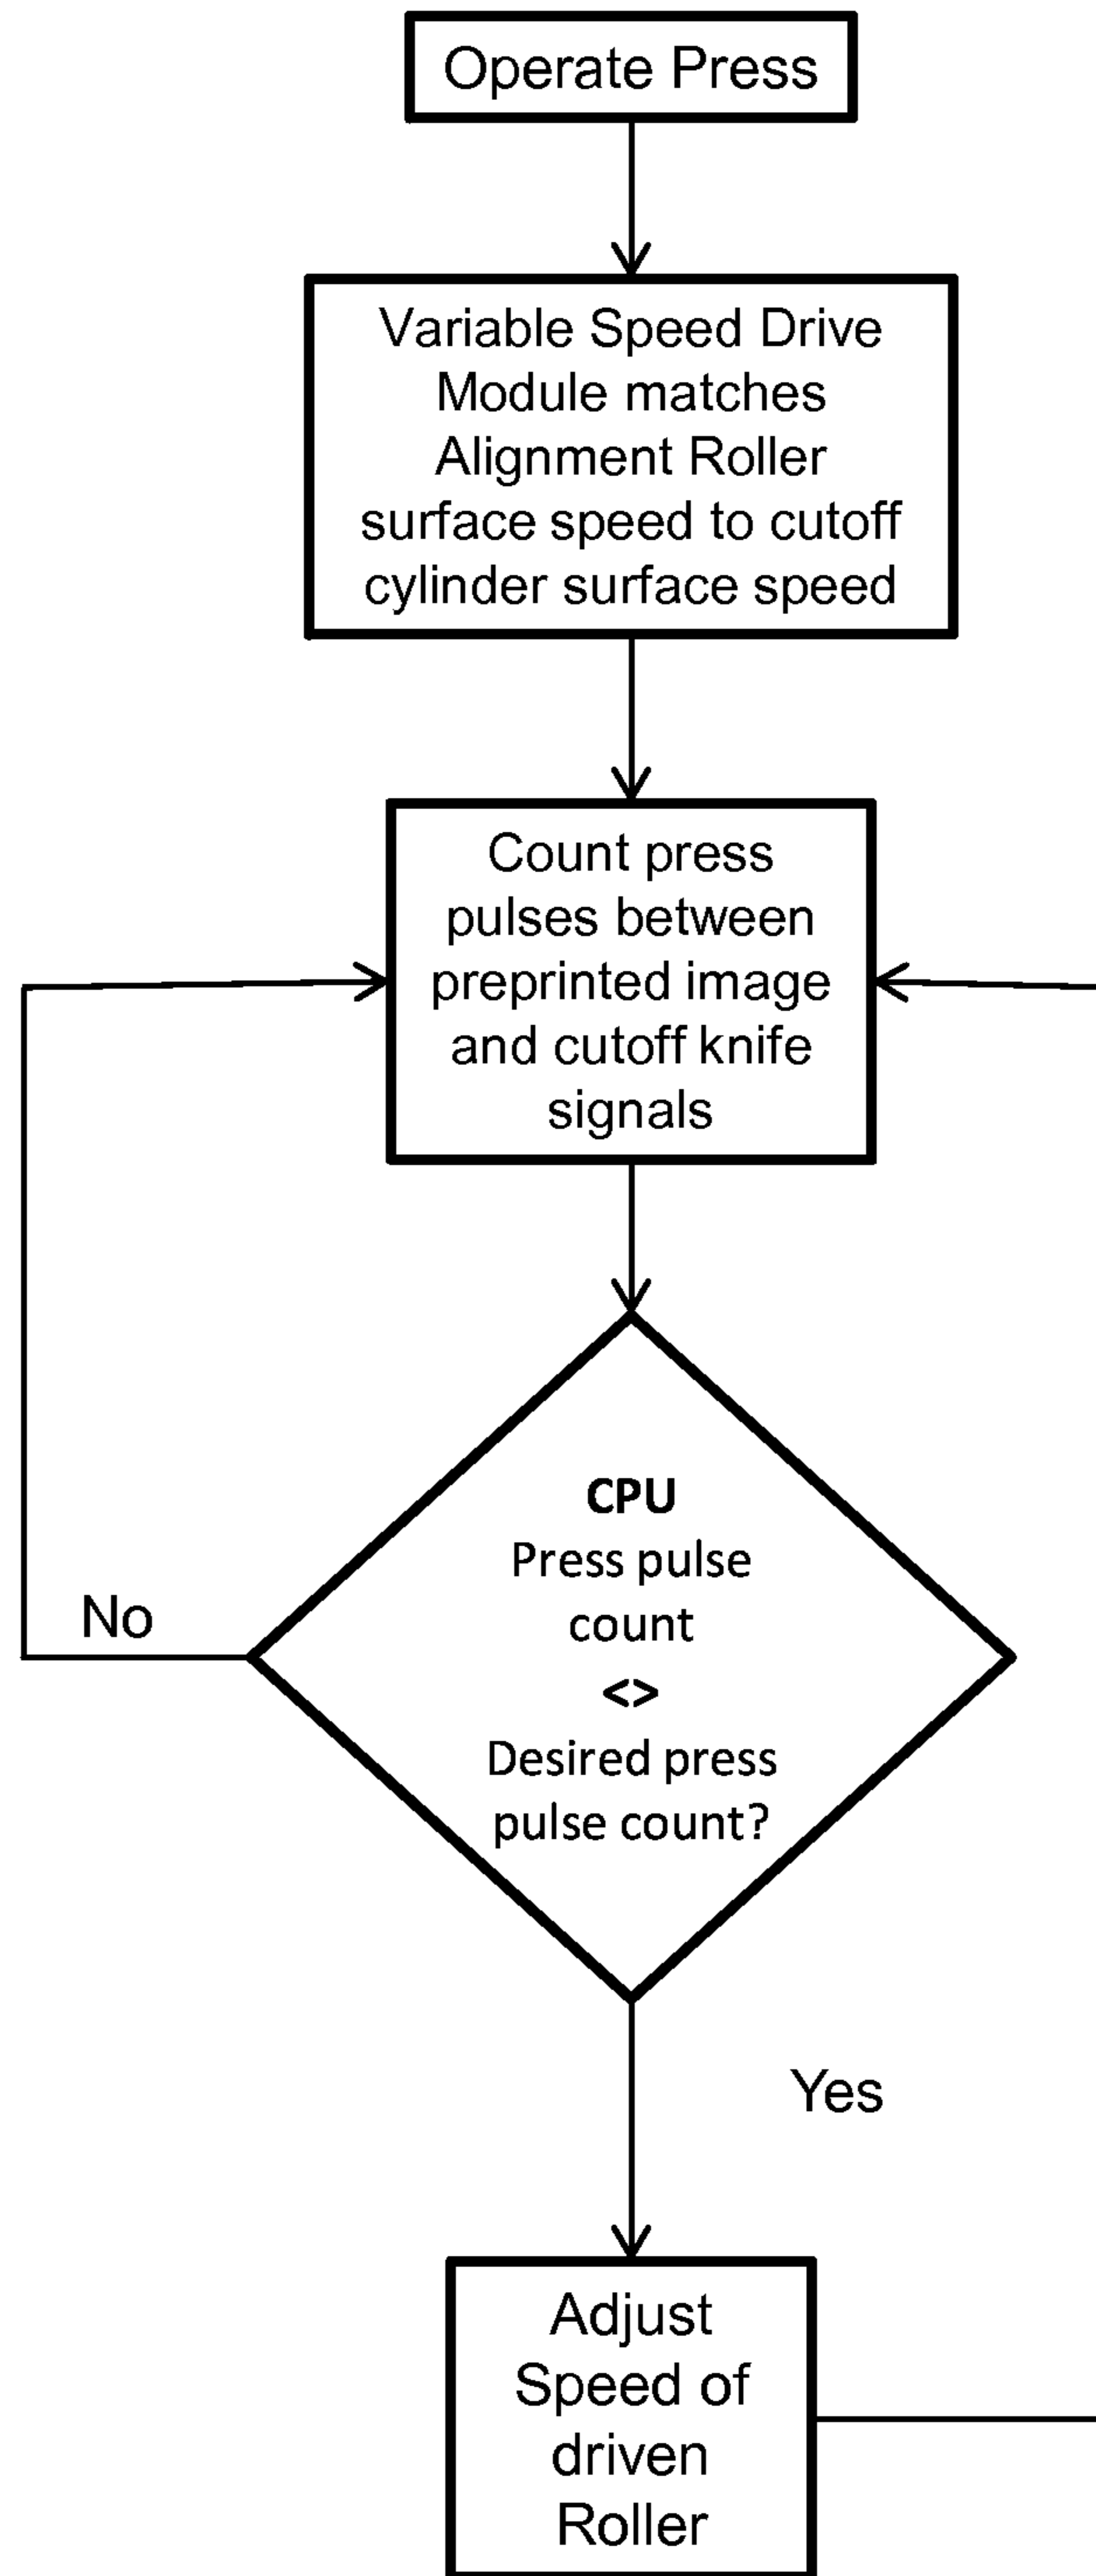 Operate Press
Variable Speed Drive
Module matches
Alignment Roller
surface speed to cutoff
cylinder surface speed
Count press
pulses between
preprinted image
and cutoff knife
signals
CPU
Press pulse
count
<>
Desired press
pulse count?
No
Yes
Adjust
Speed of
driven
Roller